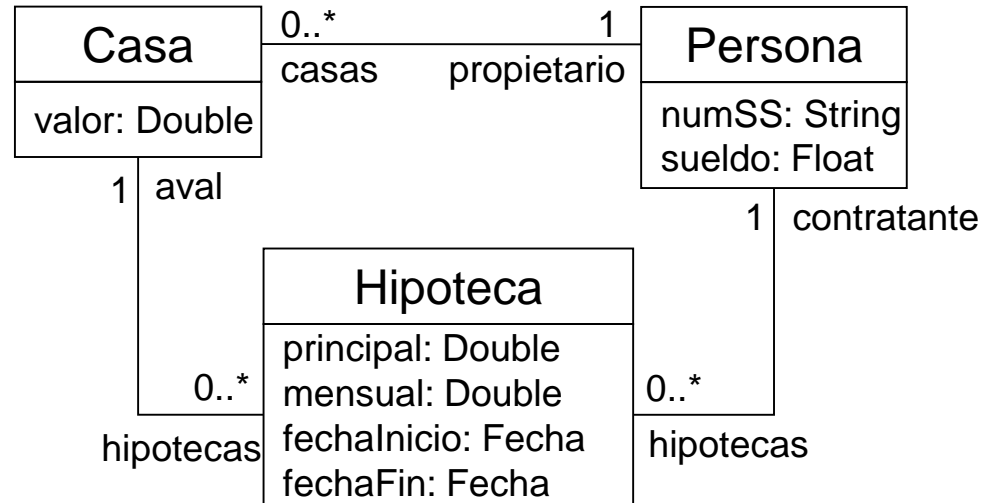 Casa
valor: Double
0..*
1
casas
propietario
Persona
numSS: String
sueldo: Float
1
aval
1
contratante
Hipoteca
principal: Double
mensual: Double
fechaInicio: Fecha
fechaFin: Fecha
0..*
hipotecas
0..*
hipotecas